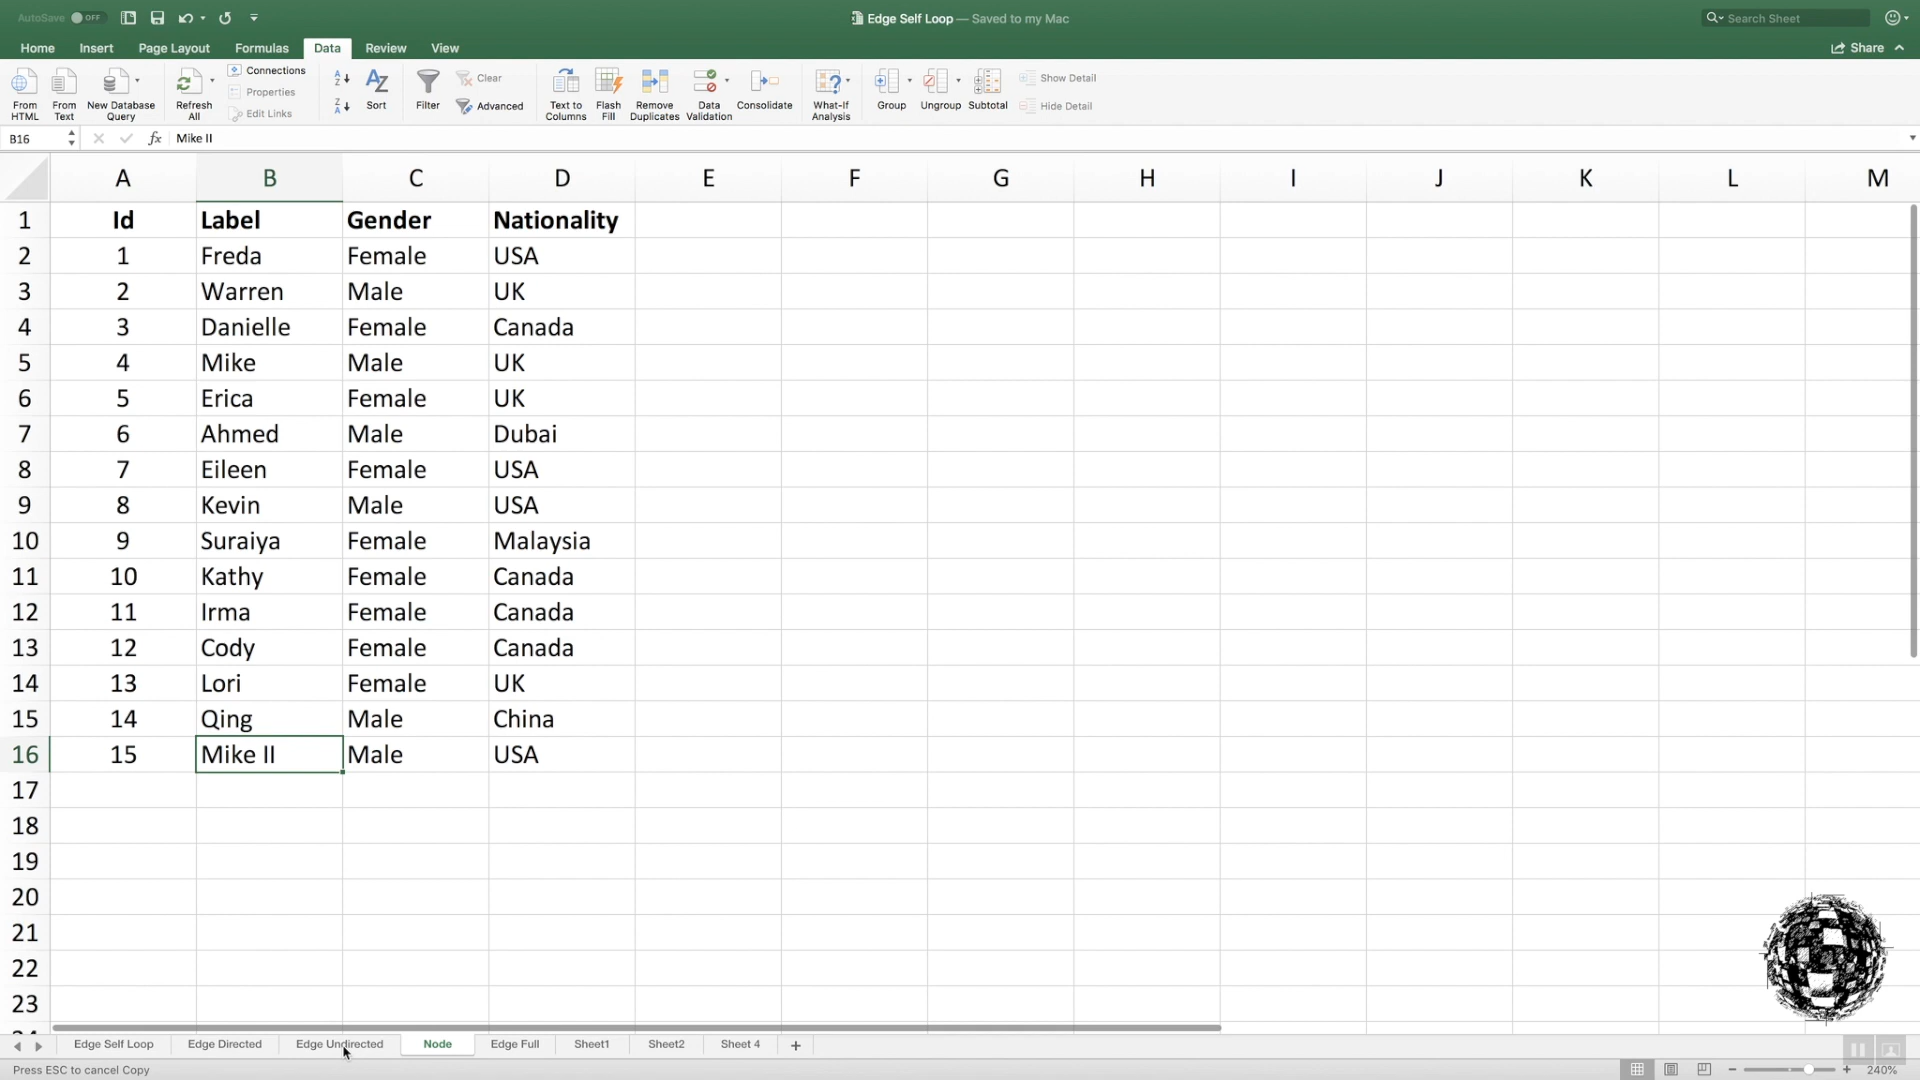 AutoSave OFF
Edge Self Loop — Saved to my Mac
Search Sheet
Home Insert Page Layout Formulas Data Review View
Share
From HTML
From Text
New Database Query
Refresh All
Connections
Properties
Edit Links
Sort
Filter
Clear
Advanced
Text to Columns
Flash Fill
Remove Duplicates
Data Validation
Consolidate
What-If Analysis
Group
Ungroup
Subtotal
Show Detail
Hide Detail
B16 fx Mike II
A B C D E F G H I J K L M
1 Id Label Gender Nationality
2 1 Freda Female USA
3 2 Warren Male UK
4 3 Danielle Female Canada
5 4 Mike Male UK
6 5 Erica Female UK
7 6 Ahmed Male Dubai
8 7 Eileen Female USA
9 8 Kevin Male USA
10 9 Suraiya Female Malaysia
11 10 Kathy Female Canada
12 11 Irma Female Canada
13 12 Cody Female Canada
14 13 Lori Female UK
15 14 Qing Male China
16 15 Mike II Male USA
17
18
19
20
21
22
23
24
Edge Self Loop Edge Directed Edge Undirected Node Edge Full Sheet1 Sheet2 Sheet 4 +
Press ESC to cancel Copy
240%